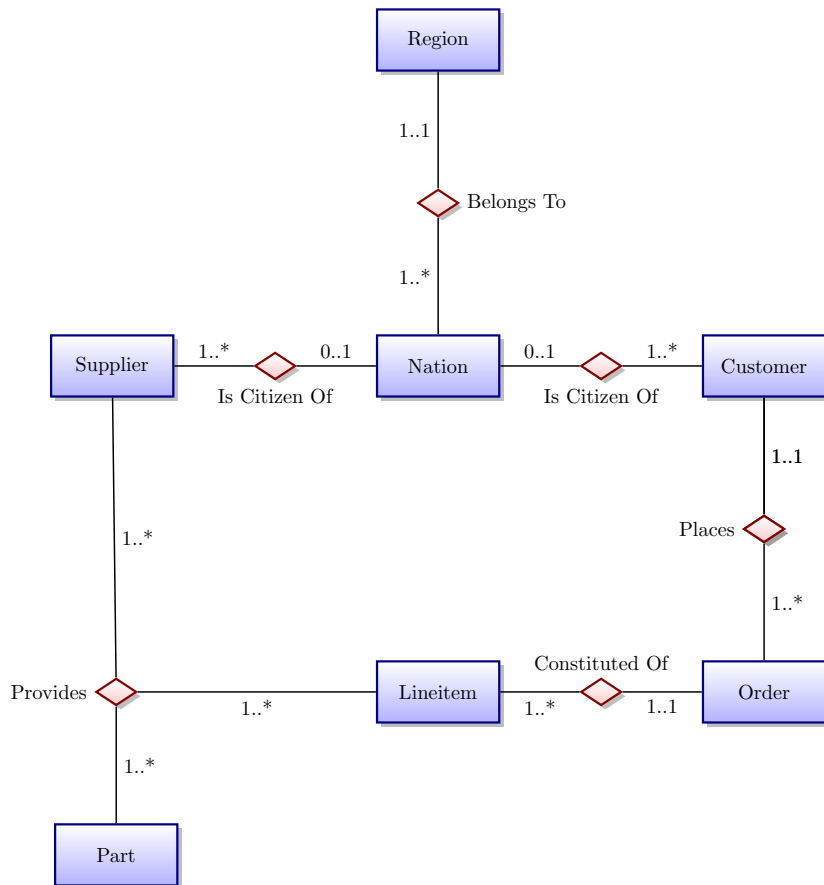 Region
1..1
Belongs To
1..*
Supplier
1..*
0..1
Nation
0..1
1..*
Customer
Is Citizen Of
Is Citizen Of
1..1
1..*
Places
1..*
Constituted Of
Provides
1..*
Lineitem
1..*
1..1
Order
1..*
Part